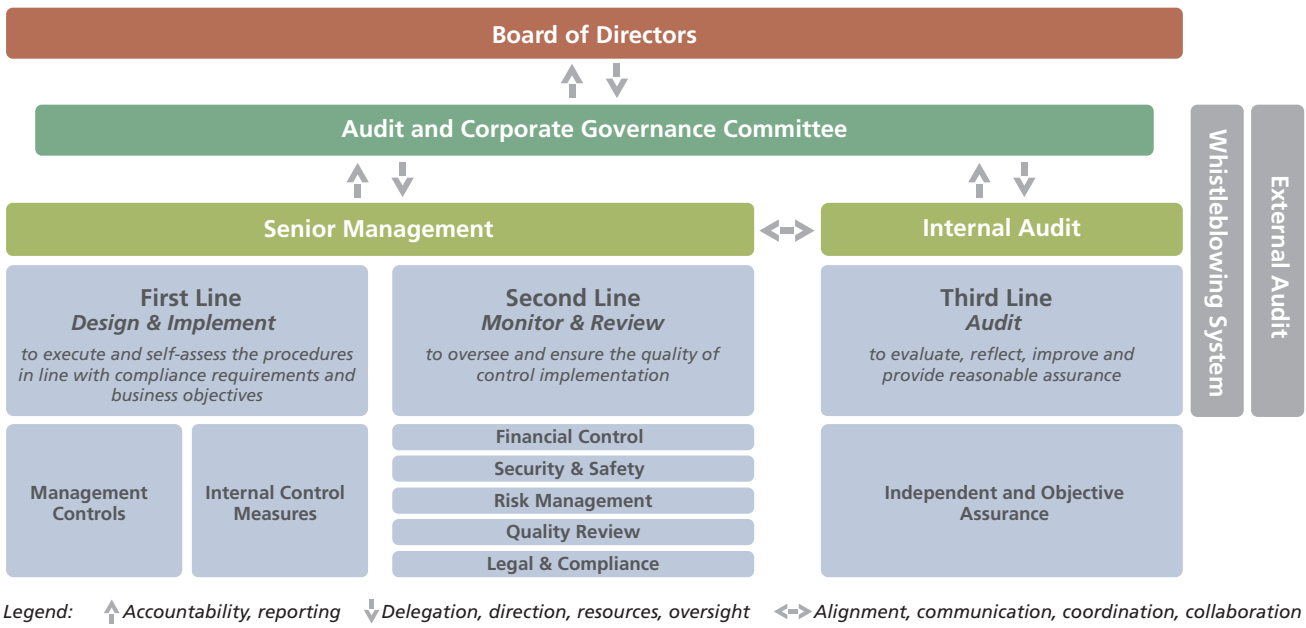 Board of Directors
Audit and Corporate Governance Committee
Senior Management
Internal Audit
Whistleblowing System
External Audit
First Line
Design & Implement
to execute and self-assess the procedures
in line with compliance requirements and
business objectives
Second Line
Monitor & Review
to oversee and ensure the quality of
control implementation
Third Line
Audit
to evaluate, reflect, improve and
provide reasonable assurance
Management
Controls
Internal Control
Measures
Financial Control
Security & Safety
Risk Management
Quality Review
Legal & Compliance
Independent and Objective
Assurance
Legend: Accountability, reporting Delegation, direction, resources, oversight Alignment, communication, coordination, collaboration